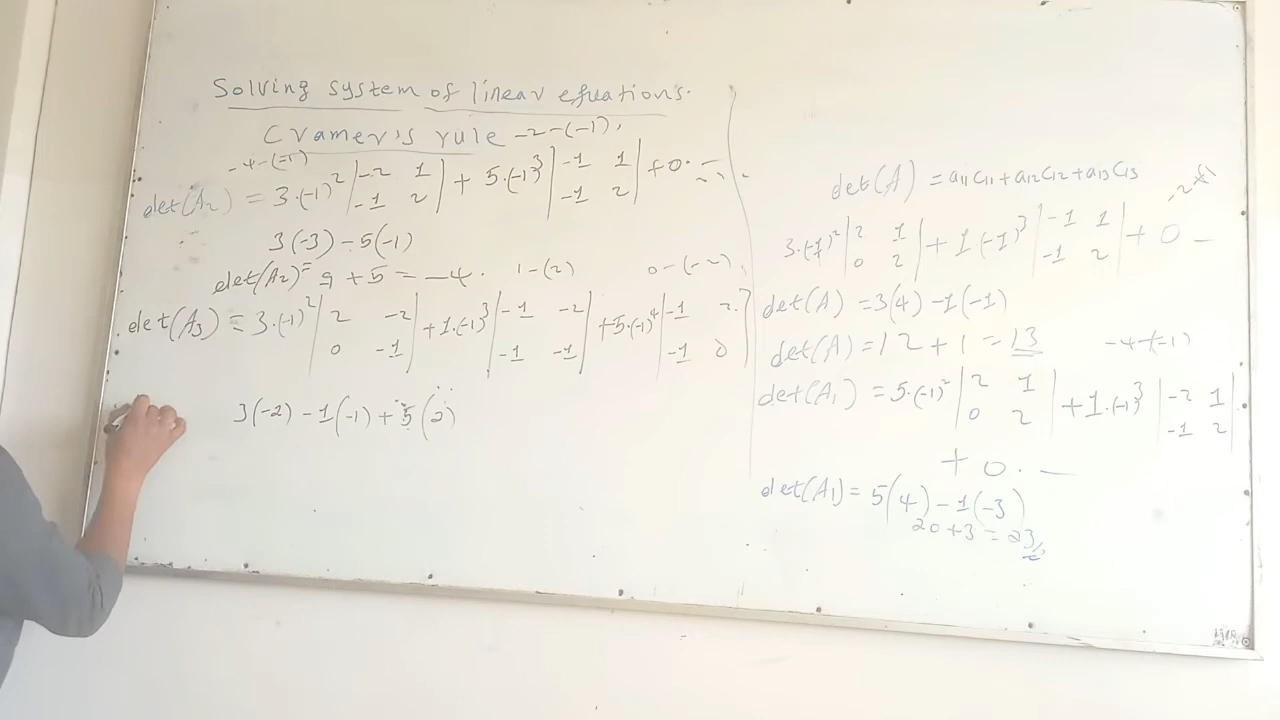 Solving system of linear equations.
Cramer's rule -2-(-1).
-4-(-1)
det(A₂) = 3·(-1)² |-2 1| + 5·(-1)³ |-1 1| + 0· —
|-1 2| |-1 2|
3(-3) - 5(-1)
det(A₂) = 9 + 5 = -4. 1-(2) 0-(-2).
det(A₃) = 3·(-1)² |2 -2| + 1·(-1)³ |-1 -2| + 5·(-1)⁴ |-1 2|
|0 -1| |-1 -1| |-1 0|
3(-2) - 1(-1) + 5(2)
det(A) = a₁₁c₁₁ + a₁₂c₁₂ + a₁₃c₁₃
3·(-1)² |2 1| + 1(-1)³ |-1 1| + 0 —
|0 2| |-1 2|
det(A) = 3(4) - 1(-1)
det(A) = 12 + 1 = 13 -4-(-1)
det(A₁) = 5·(-1)² |2 1| + 1·(-1)³ |-2 1|
|0 2| |-1 2|
+ 0· —
det(A₁) = 5(4) - 1(-3)
20 + 3 = 23